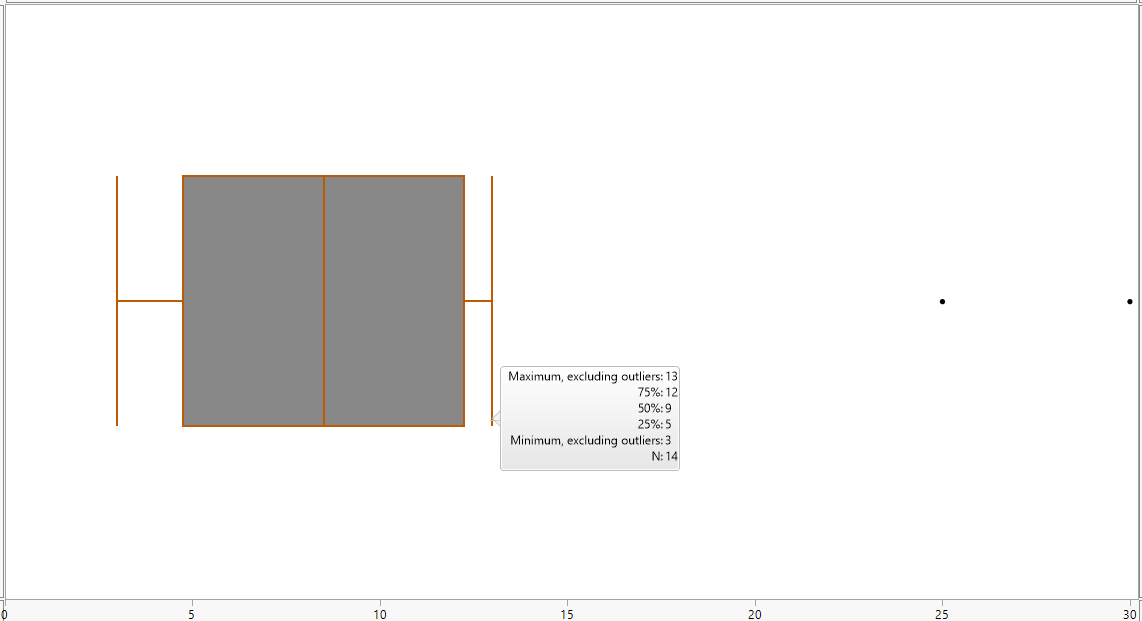 Maximum, excluding outliers: 13
75%: 12
50%: 9
25%: 5
Minimum, excluding outliers: 3
N: 14
0 5 10 15 20 25 30